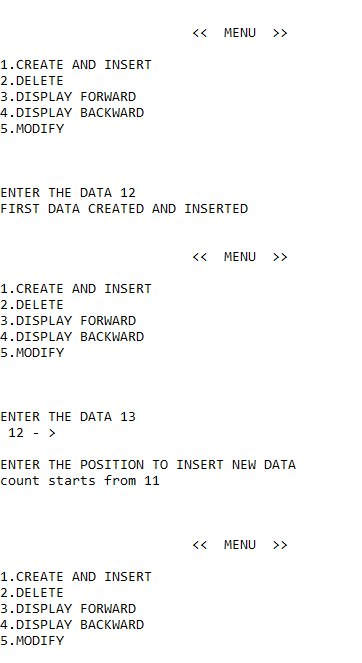 <<  MENU  >>
1.CREATE AND INSERT
2.DELETE
3.DISPLAY FORWARD
4.DISPLAY BACKWARD
5.MODIFY
ENTER THE DATA 12
FIRST DATA CREATED AND INSERTED
<<  MENU  >>
1.CREATE AND INSERT
2.DELETE
3.DISPLAY FORWARD
4.DISPLAY BACKWARD
5.MODIFY
ENTER THE DATA 13
12 - >
ENTER THE POSITION TO INSERT NEW DATA
count starts from 11
<<  MENU  >>
1.CREATE AND INSERT
2.DELETE
3.DISPLAY FORWARD
4.DISPLAY BACKWARD
5.MODIFY